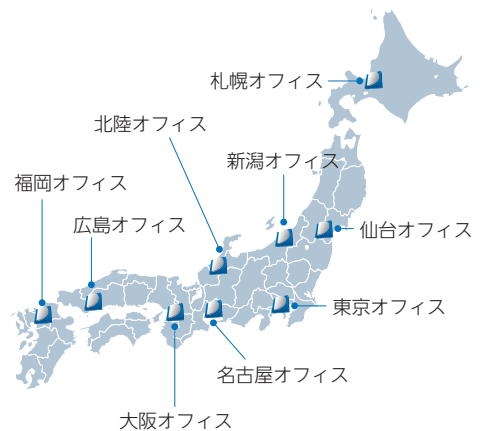 札幌オフィス
北陸オフィス
新潟オフィス
福岡オフィス
広島オフィス
仙台オフィス
東京オフィス
名古屋オフィス
大阪オフィス